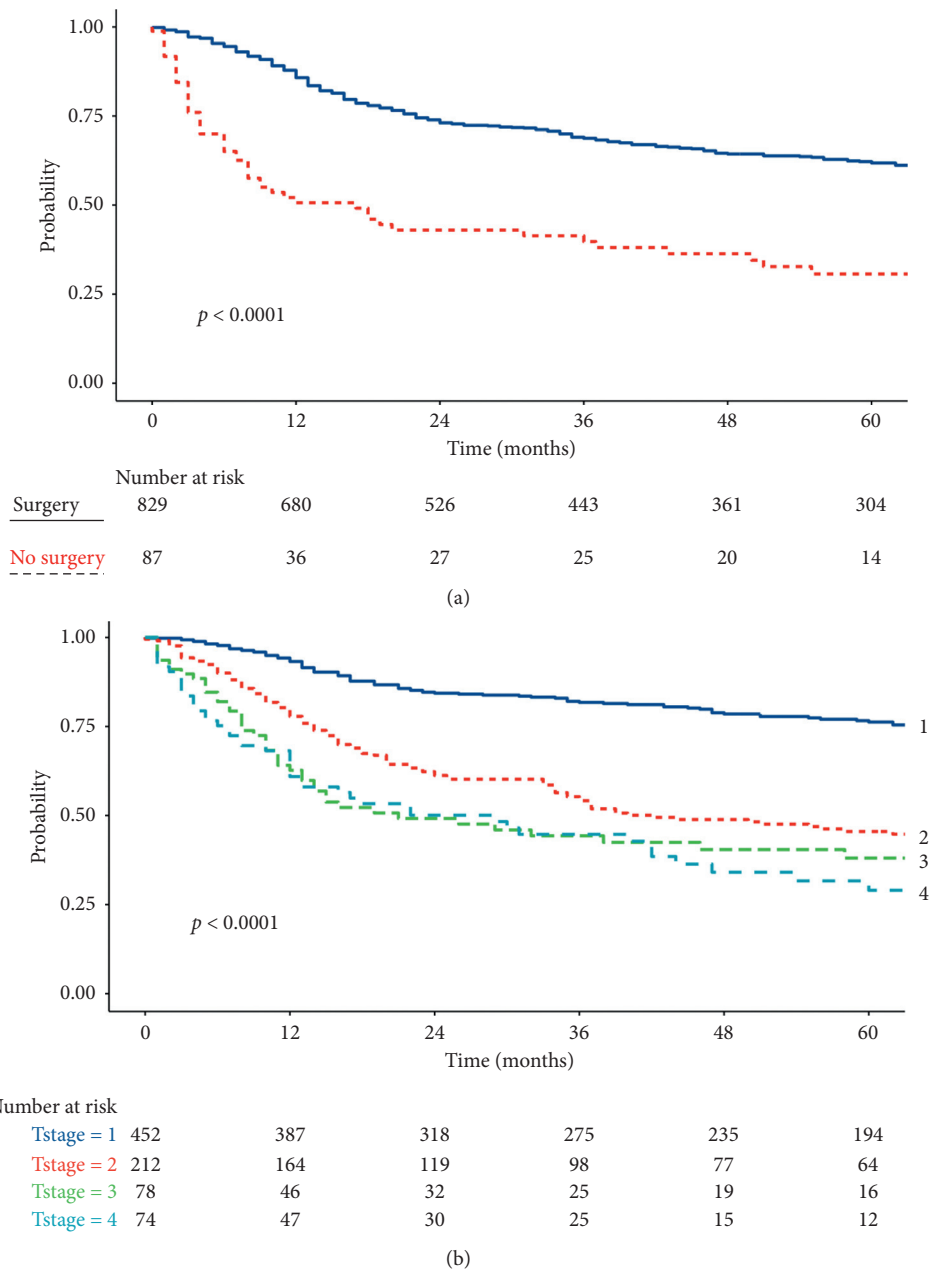 1.00
0.75
0.50
0.25
0.00
Probability
p < 0.0001
0 12 24 36 48 60
Time (months)
Number at risk
Surgery 829 680 526 443 361 304
No surgery 87 36 27 25 20 14
(a)
1.00
0.75
0.50
0.25
0.00
Probability
1
2
3
4
p < 0.0001
0 12 24 36 48 60
Time (months)
Number at risk
Tstage = 1 452 387 318 275 235 194
Tstage = 2 212 164 119 98 77 64
Tstage = 3 78 46 32 25 19 16
Tstage = 4 74 47 30 25 15 12
(b)